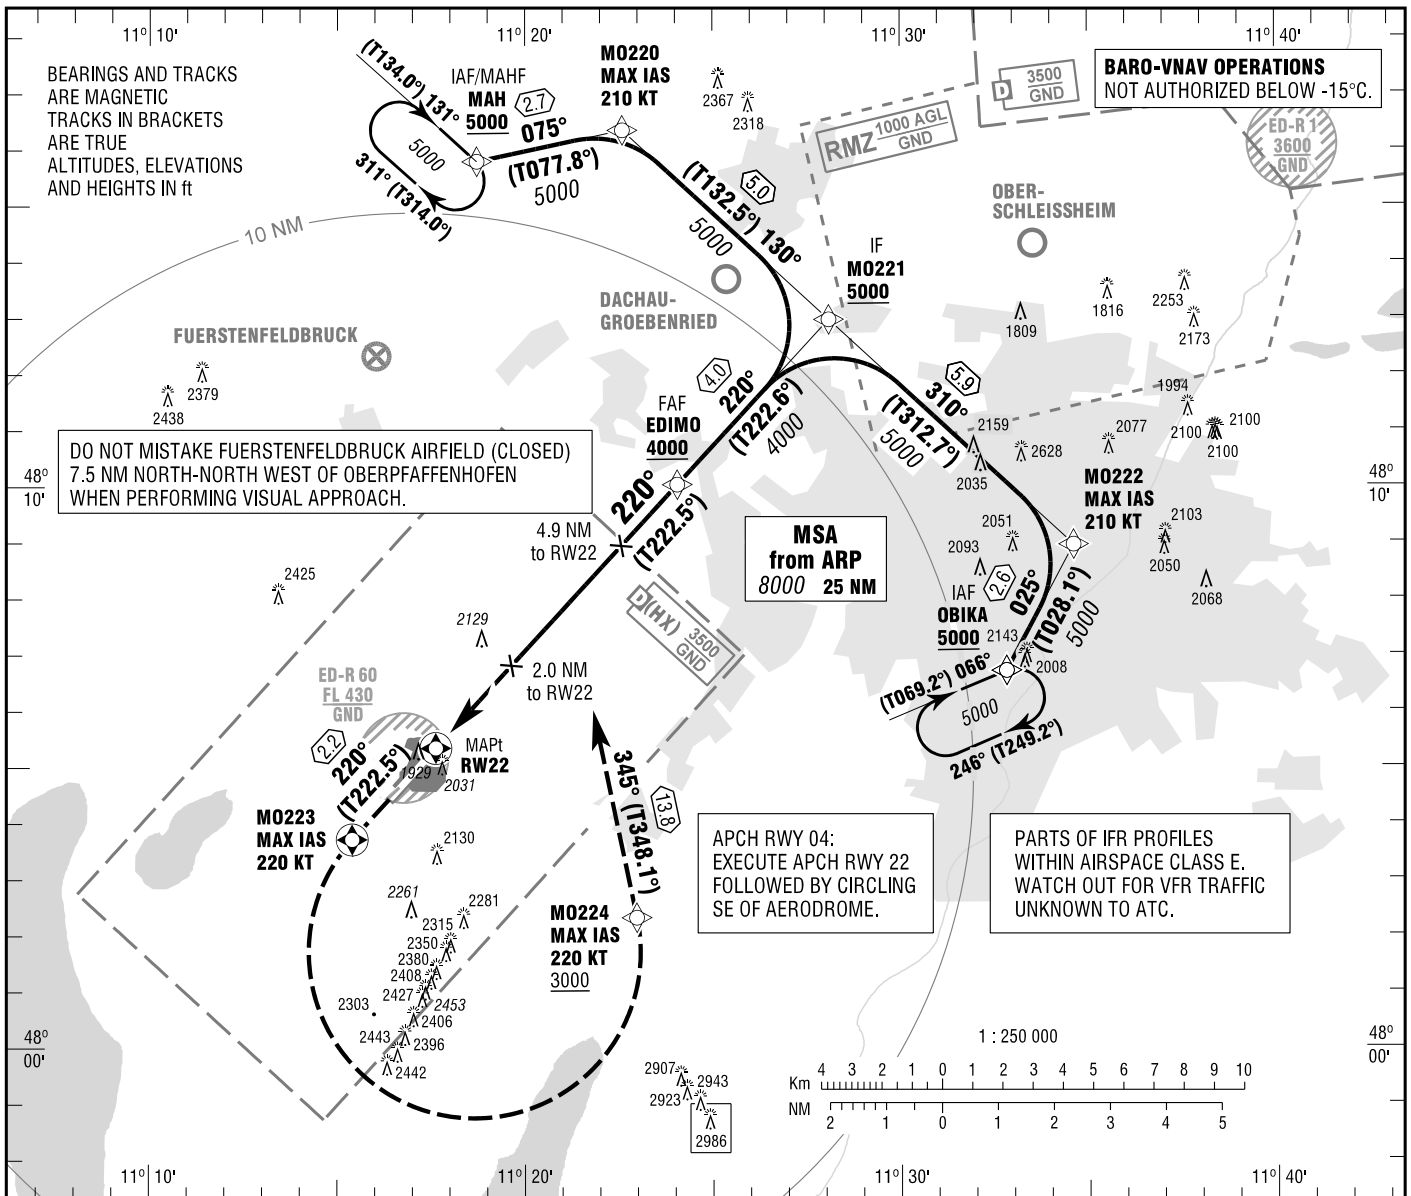 11° 10'
11° 20'
11° 30'
11° 40'
BEARINGS AND TRACKS
ARE MAGNETIC
TRACKS IN BRACKETS
ARE TRUE
ALTITUDES, ELEVATIONS
AND HEIGHTS IN ft
(T134.0°) 131°
5000
311° (T314.0°)
IAF/MAHF
MAH
5000
2.7
075°
(T077.8°)
5000
MO220
MAX IAS
210 KT
2367
2318
RMZ 1000 AGL
GND
D 3500
GND
BARO-VNAV OPERATIONS
NOT AUTHORIZED BELOW -15°C.
ED-R 1
3600
GND
10 NM
5.0
(T132.5°) 130°
5000
OBER-
SCHLEISSHEIM
IF
MO221
5000
DACHAU-
GROEBENRIED
FUERSTENFELDBRUCK
2379
2438
1809
1816
2253
2173
4.0
220°
(T222.6°)
4000
5.9
310°
(T312.7°)
5000
FAF
EDIMO
4000
1994
2159
2035
2628
2077
2100
2100
2100
DO NOT MISTAKE FUERSTENFELDBRUCK AIRFIELD (CLOSED)
7.5 NM NORTH-NORTH WEST OF OBERPFAFFENHOFEN
WHEN PERFORMING VISUAL APPROACH.
48°
10'
48°
10'
MO222
MAX IAS
210 KT
220°
(T222.5°)
4.9 NM
to RW22
MSA
from ARP
8000 25 NM
2051
2093
2103
2050
2068
2425
2129
D(HX) 3500
GND
IAF
OBIKA
5000
2.6
025°
(T028.1°)
5000
2143
2008
(T069.2°) 066°
5000
246° (T249.2°)
2.0 NM
to RW22
ED-R 60
FL 430
GND
2.2
220°
(T222.5°)
MAPt
RW22
1929
2031
MO223
MAX IAS
220 KT
345° (T348.1°)
13.8
2130
2261
2281
2315
2350
2380
2408
2427
2453
2406
2303
2443
2396
2442
MO224
MAX IAS
220 KT
3000
APCH RWY 04:
EXECUTE APCH RWY 22
FOLLOWED BY CIRCLING
SE OF AERODROME.
PARTS OF IFR PROFILES
WITHIN AIRSPACE CLASS E.
WATCH OUT FOR VFR TRAFFIC
UNKNOWN TO ATC.
48°
00'
48°
00'
2907
2943
2923
2986
1 : 250 000
Km 4 3 2 1 0 1 2 3 4 5 6 7 8 9 10
NM 2 1 0 1 2 3 4 5
11° 10'
11° 20'
11° 30'
11° 40'